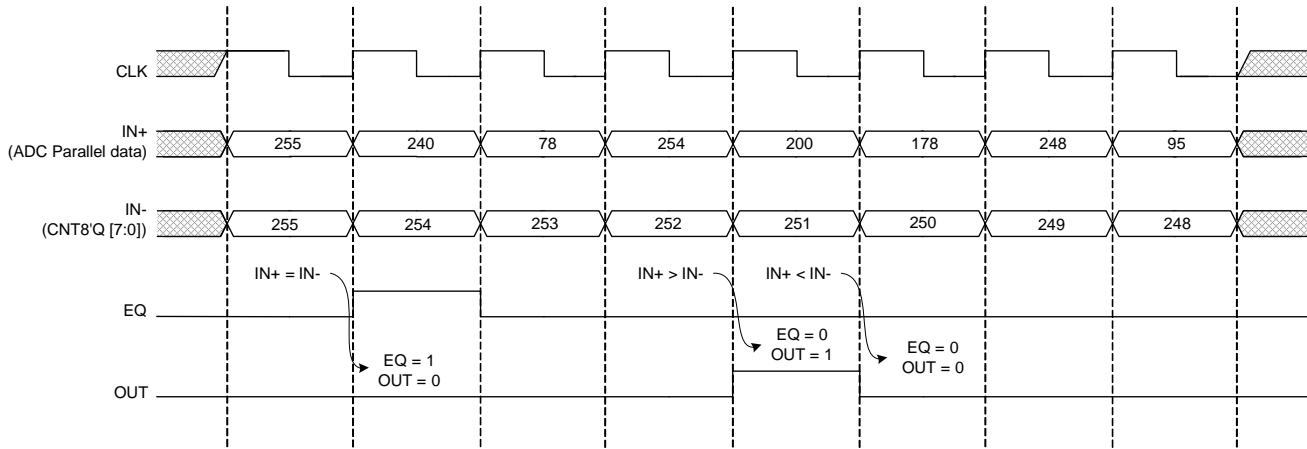 CLK
IN+
(ADC Parallel data)
255 240 78 254 200 178 248 95
IN-
(CNT8'Q [7:0])
255 254 253 252 251 250 249 248
IN+ = IN-
IN+ > IN-
IN+ < IN-
EQ
EQ = 1
OUT = 0
EQ = 0
OUT = 1
EQ = 0
OUT = 0
OUT